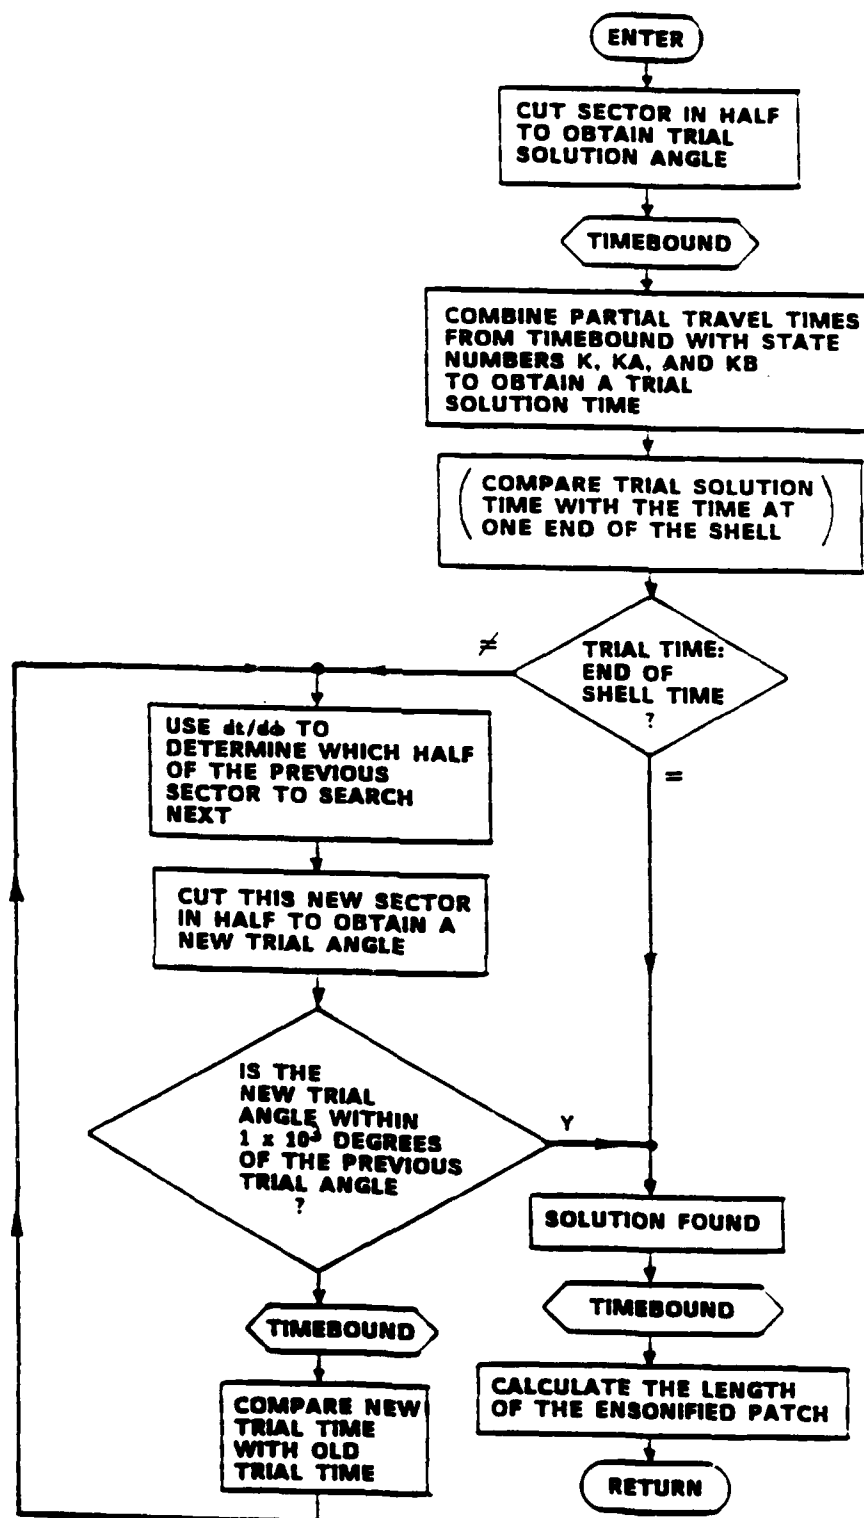 ENTER
CUT SECTOR IN HALF
TO OBTAIN TRIAL
SOLUTION ANGLE
TIMEBOUND
COMBINE PARTIAL TRAVEL TIMES
FROM TIMEBOUND WITH STATE
NUMBERS K, KA, AND KB
TO OBTAIN A TRIAL
SOLUTION TIME
(COMPARE TRIAL SOLUTION
TIME WITH THE TIME AT
ONE END OF THE SHELL)
TRIAL TIME:
END OF
SHELL TIME
?
≠
=
USE dt/dϕ TO
DETERMINE WHICH HALF
OF THE PREVIOUS
SECTOR TO SEARCH
NEXT
CUT THIS NEW SECTOR
IN HALF TO OBTAIN A
NEW TRIAL ANGLE
IS THE
NEW TRIAL
ANGLE WITHIN
1 x 10 DEGREES
OF THE PREVIOUS
TRIAL ANGLE
?
Y
TIMEBOUND
COMPARE NEW
TRIAL TIME
WITH OLD
TRIAL TIME
SOLUTION FOUND
TIMEBOUND
CALCULATE THE LENGTH
OF THE ENSONIFIED PATCH
RETURN